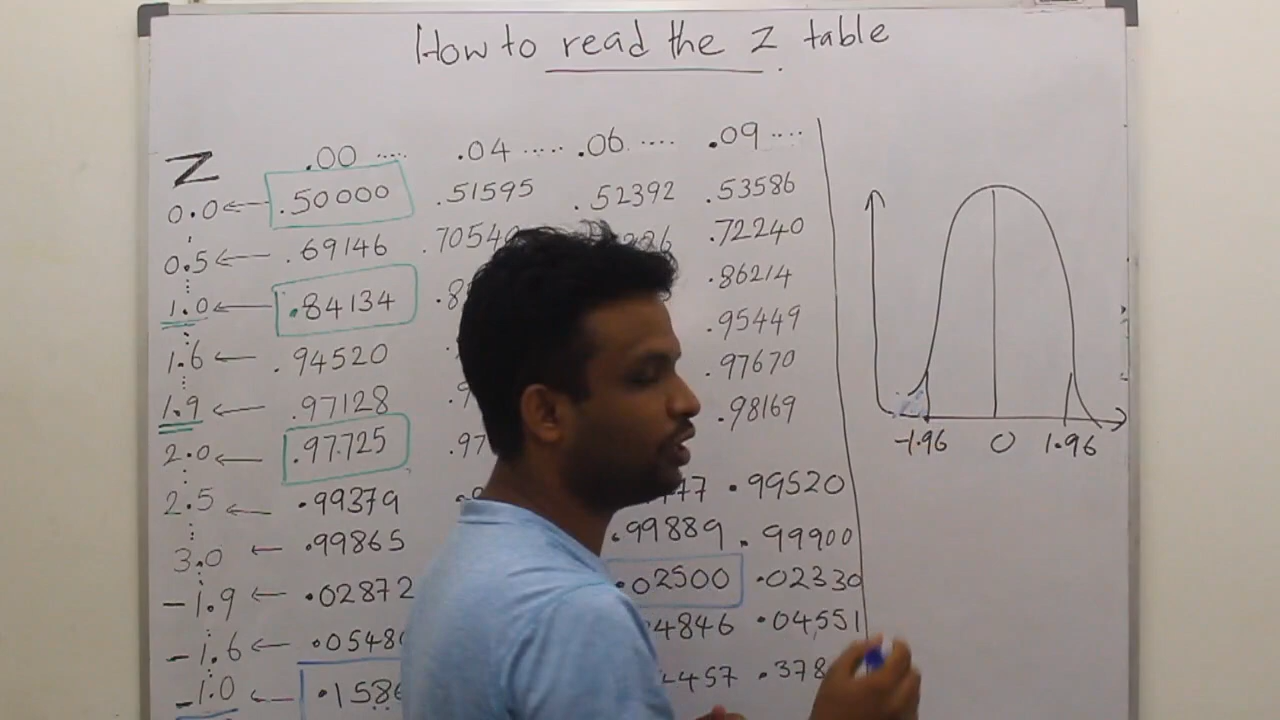 How to read the z table
Z .00 .... .04 ..... .06 .... .09 ....
0.0 ← .50000 .51595 .52392 .53586
0.5 ← .69146 .72240
1.0 ← .84134 .86214
1.6 ← .94520 .95449
1.9 ← .97128 .97670
2.0 ← .97725 .98169
2.5 ← .99379 .99520
3.0 ← .99865 .99889 .99900
-1.9 ← .02872 .02500 .02330
-1.6 ← .04551
-1.0 ←
-1.96 0 1.96